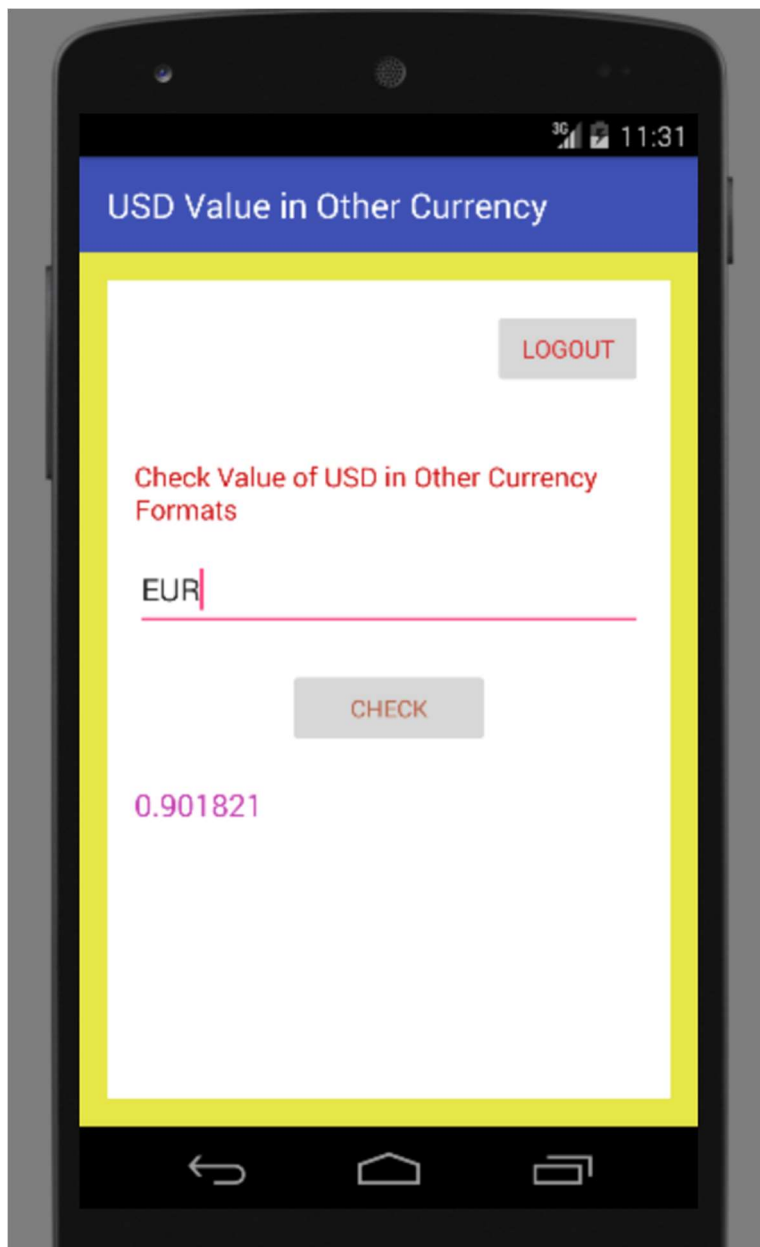 3G 11:31
USD Value in Other Currency
LOGOUT
Check Value of USD in Other Currency
Formats
EUR
CHECK
0.901821